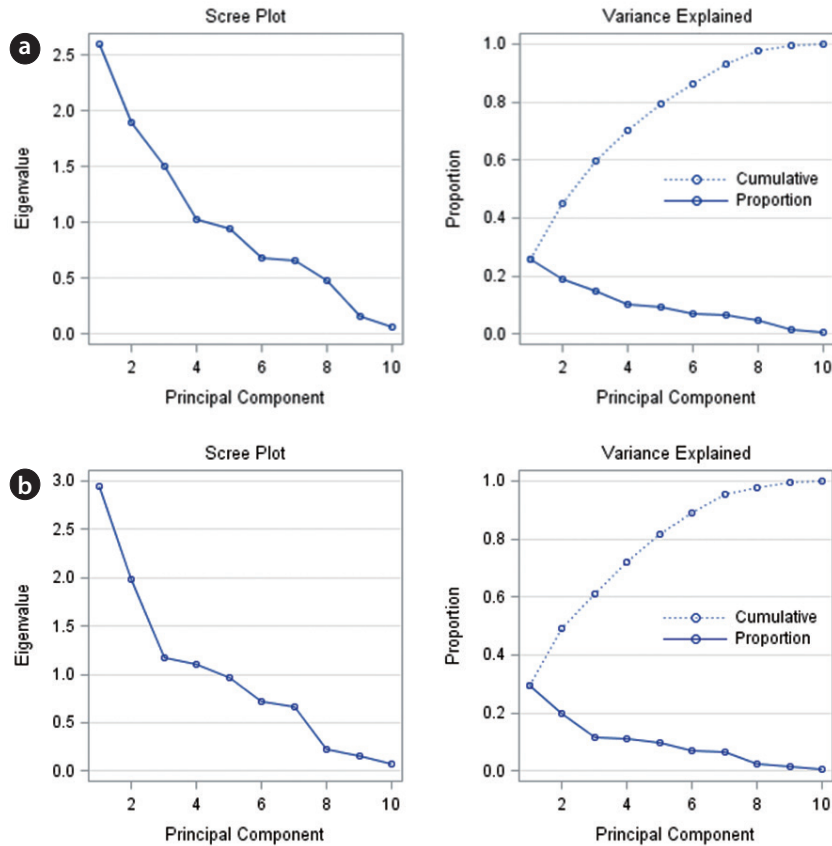 a
Scree Plot
2.5
2.0
1.5
1.0
0.5
0.0
Eigenvalue
2 4 6 8 10
Principal Component
Variance Explained
1.0
0.8
0.6
0.4
0.2
0.0
Proportion
Cumulative
Proportion
2 4 6 8 10
Principal Component
b
Scree Plot
3.0
2.5
2.0
1.5
1.0
0.5
0.0
Eigenvalue
2 4 6 8 10
Principal Component
Variance Explained
1.0
0.8
0.6
0.4
0.2
0.0
Proportion
Cumulative
Proportion
2 4 6 8 10
Principal Component